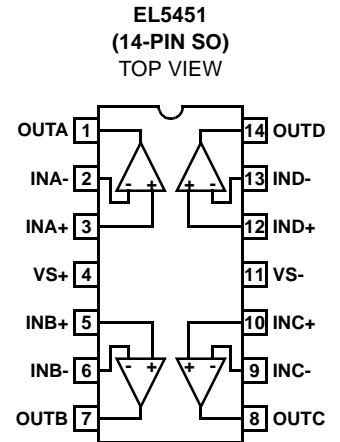 EL5451
(14-PIN SO)
TOP VIEW
OUTA 1 14 OUTD
- + + -
INA- 2 13 IND-
INA+ 3 12 IND+
VS+ 4 11 VS-
INB+ 5 10 INC+
- + + -
INB- 6 9 INC-
OUTB 7 8 OUTC